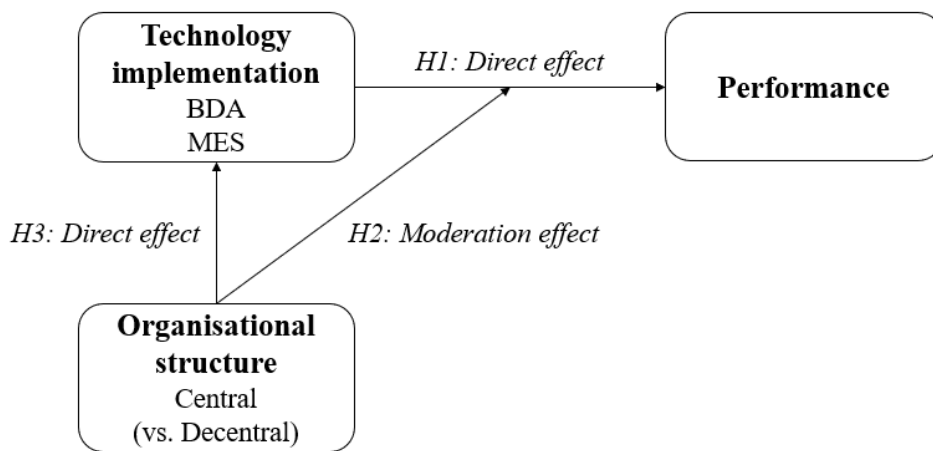 Technology
implementation
BDA
MES
H1: Direct effect
Performance
H3: Direct effect
H2: Moderation effect
Organisational
structure
Central
(vs. Decentral)